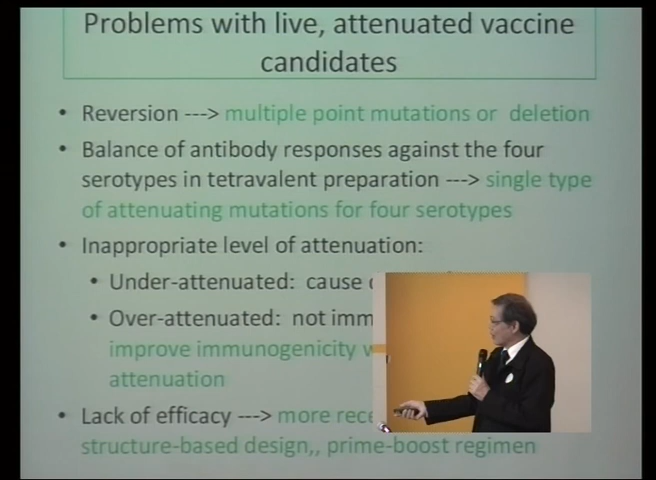 Problems with live, attenuated vaccine
candidates
• Reversion ---> multiple point mutations or deletion
• Balance of antibody responses against the four
serotypes in tetravalent preparation ---> single type
of attenuating mutations for four serotypes
• Inappropriate level of attenuation:
• Under-attenuated: cause
• Over-attenuated: not
improve immunogenicity
attenuation
• Lack of efficacy ---> more
structure-based design,, prime-boost regimen